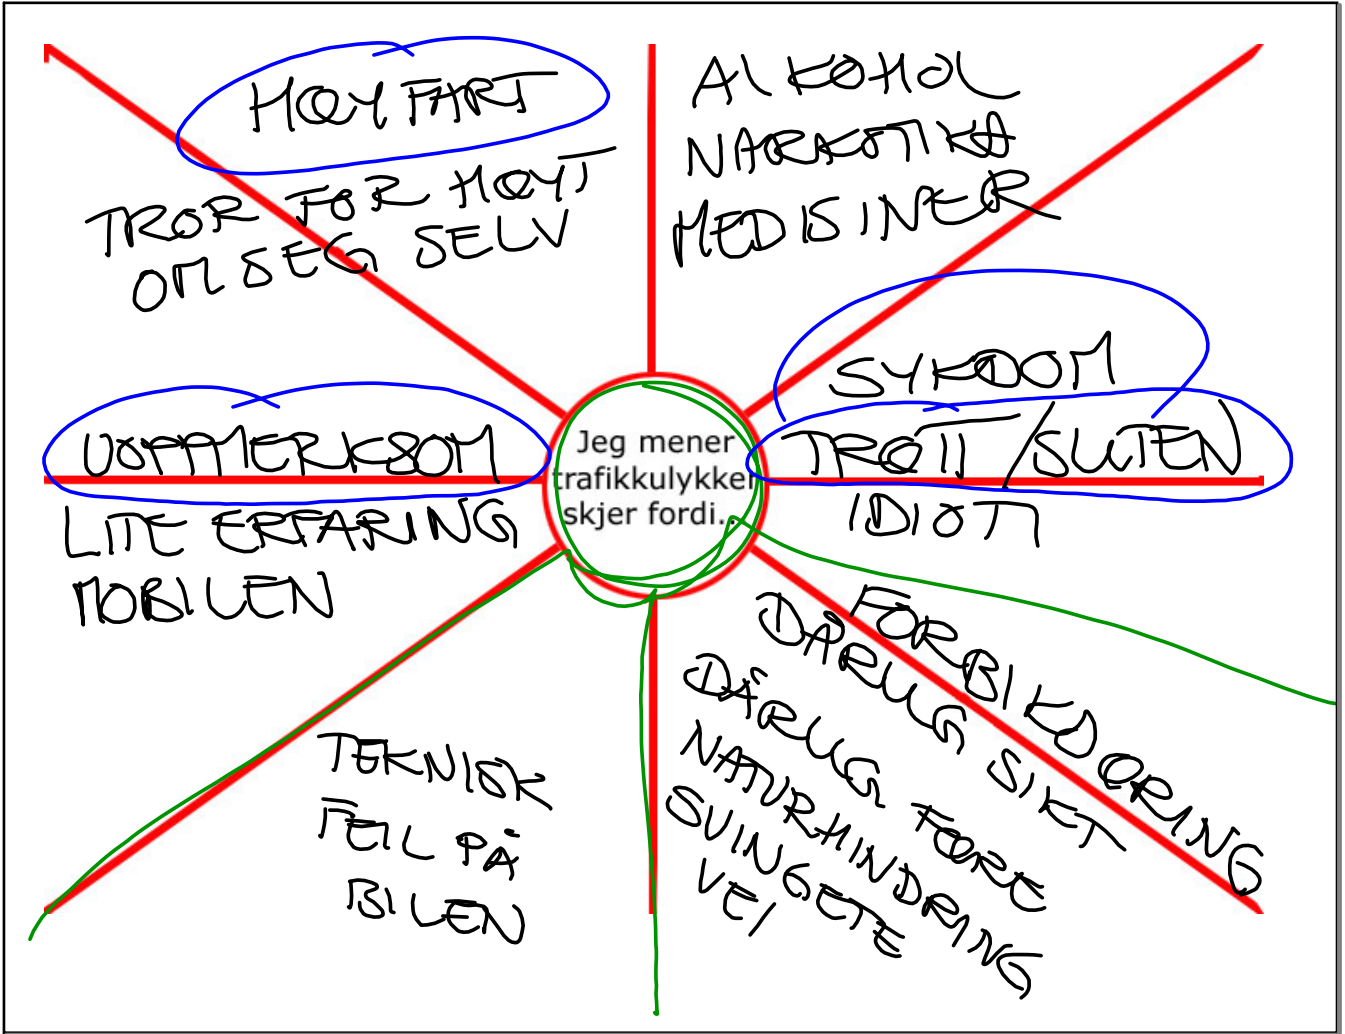 HØY FART
TROR FOR HØYT
OM SEG SELV
ALKOHOL
NARKOTIKA
MEDISINER
SYKDOM
TRØTT/SLITEN
IDIOTI
UOPPMERKSOM
LITE ERFARING
MOBILEN
Jeg mener
trafikkulykker
skjer fordi..
FORBIKJØRING
DÅRLIG SIKT
DÅRLIG FØRE
NATURHINDRING
SVINGETE
VEI
TEKNISK
FEIL PÅ
BILEN